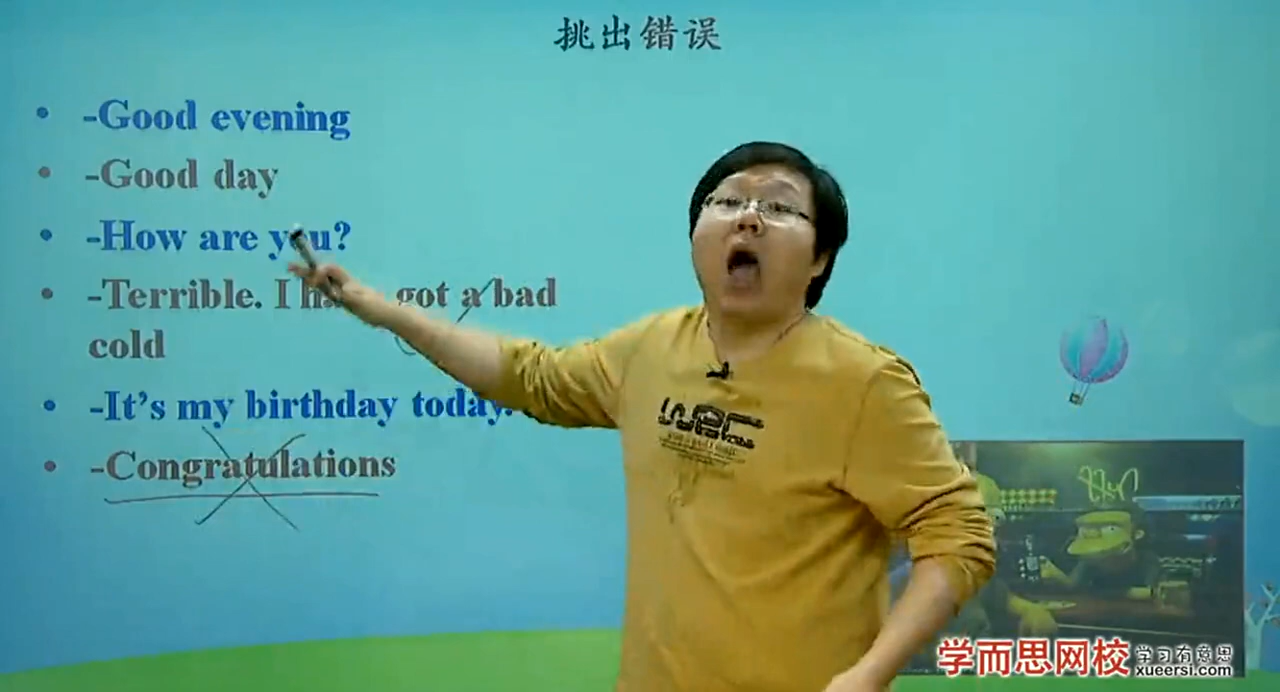 挑出错误
• -Good evening
• -Good day
• -How are you?
• -Terrible. I got a bad
cold
• -It's my birthday today.
• -Congratulations
学而思网校 学习有意思
xueersi.com